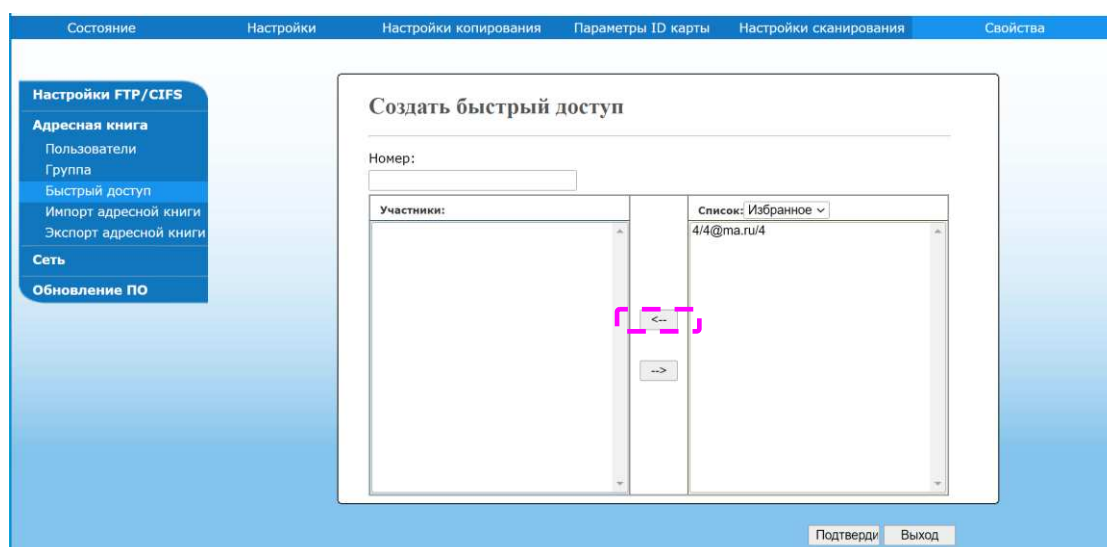 Состояние Настройки Настройки копирования Параметры ID карты Настройки сканирования Свойства
Настройки FTP/CIFS
Адресная книга
Пользователи
Группа
Быстрый доступ
Импорт адресной книги
Экспорт адресной книги
Сеть
Обновление ПО
Создать быстрый доступ
Номер:
Участники:
Список: Избранное
4/4@ma.ru/4
<--
-->
Подтверди Выход